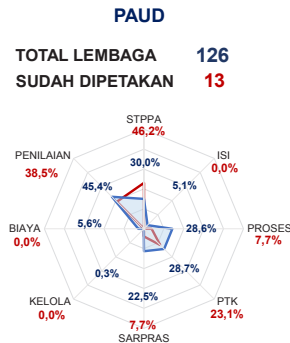 PAUD
TOTAL LEMBAGA 126
SUDAH DIPETAKAN 13
STPPA
46,2%
PENILAIAN
38,5%
ISI
0,0%
30,0%
45,4%
5,1%
BIAYA
0,0%
5,6%
28,6%
PROSES
7,7%
0,3%
28,7%
KELOLA
0,0%
22,5%
PTK
23,1%
7,7%
SARPRAS